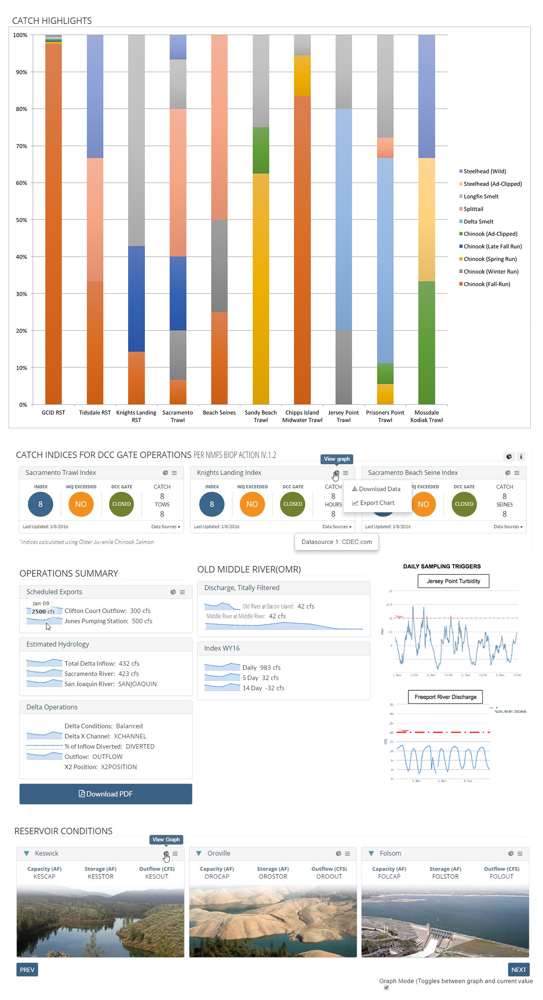 CATCH HIGHLIGHTS
100%
90%
80%
70%
60%
50%
40%
30%
20%
10%
0%
GCID RST
Tidsdale RST
Knights Landing
RST
Sacramento
Trawl
Beach Seines
Sandy Beach
Trawl
Chipps Island
Midwater Trawl
Jersey Point
Trawl
Prisoners Point
Trawl
Mossdale
Kodiak Trawl
Steelhead (Wild)
Steelhead (Ad-Clipped)
Longfin Smelt
Splittail
Delta Smelt
Chinook (Ad-Clipped)
Chinook (Late Fall Run)
Chinook (Spring Run)
Chinook (Winter Run)
Chinook (Fall-Run)
CATCH INDICES FOR DCC GATE OPERATIONS PER NMFS BIOP ACTION IV.1.2
View graph
Sacramento Trawl Index
INDEX WQ EXCEEDED DCC GATE CATCH
8 NO CLOSED 8
TOWS
8
Last Updated: 1/8/2016 Data Sources
Knights Landing Index
INDEX WQ EXCEEDED DCC GATE CATCH
8 NO CLOSED 8
HOURS
8
Last Updated: 1/8/2016 Data Sources
Download Data
Export Chart
Datasource 1: CDEC.com
Sacramento Beach Seine Index
EXCEEDED DCC GATE CATCH
NO CLOSED 8
SEINES
8
Last Updated: 1/8/2016 Data Sources
*Indices calculated using Older Juvenile Chinook Salmon
OPERATIONS SUMMARY
Scheduled Exports
Jan 09 :
2500 cfs
Clifton Court Outflow: 300 cfs
Jones Pumping Station: 500 cfs
Estimated Hydrology
Total Delta Inflow: 432 cfs
Sacramento River: 423 cfs
San Joaquin River: SANJOAQUIN
Delta Operations
Delta Conditions: Balanced
Delta X Channel: XCHANNEL
% of Inflow Diverted: DIVERTED
Outflow: OUTFLOW
X2 Position: X2POSITION
Download PDF
OLD MIDDLE RIVER(OMR)
Discharge, Titally Filtered
Old River at Bacon Island: 42 cfs
Middle River at Middle River: 42 cfs
Index WY16
Daily 983 cfs
5 Day 32 cfs
14 Day -32 cfs
DAILY SAMPLING TRIGGERS
Jersey Point Turbidity
15
12.5
Trigger
10
7.5
5
FNU
1. Nov 11:00 1. Nov 11:00 2. Nov 11:00 3. Nov 11:00
Freeport River Discharge
FLOW, RIVER DISCHAR
Trigger
CFS
2. Nov 3. Nov 4. Nov
RESERVOIR CONDITIONS
View Graph
Keswick
Capacity (AF) Storage (AF) Outflow (CFS)
KESCAP KESSTOR KESOUT
Oroville
Capacity (AF) Storage (AF) Outflow (CFS)
OROCAP OROSTOR OROOUT
Folsom
Capacity (AF) Storage (AF) Outflow (CFS)
FOLCAP FOLSTOR FOLOUT
PREV
NEXT
Graph Mode (Toggles between graph and current value